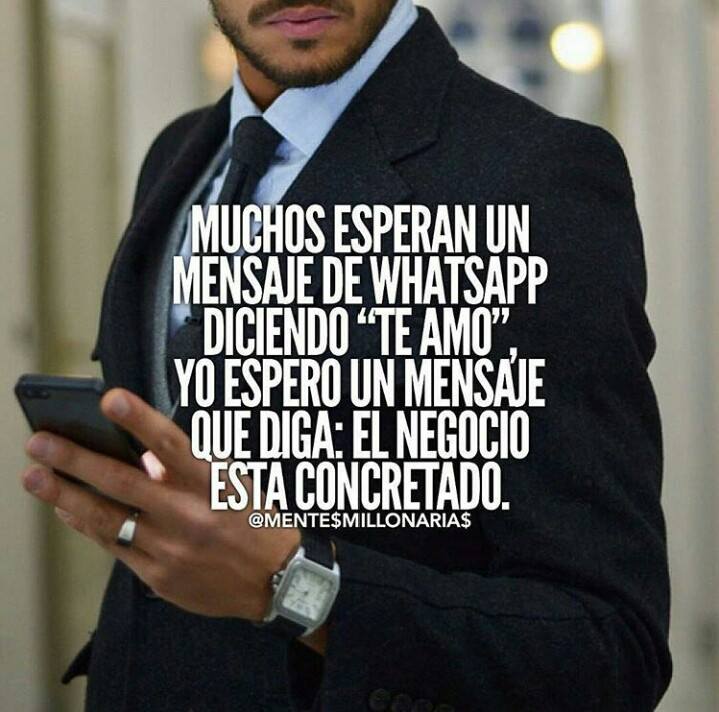 MUCHOS ESPERAN UN
MENSAJE DE WHATSAPP
DICIENDO “TE AMO”,
YO ESPERO UN MENSAJE
QUE DIGA: EL NEGOCIO
ESTA CONCRETADO.
@MENTE$MILLONARIA$